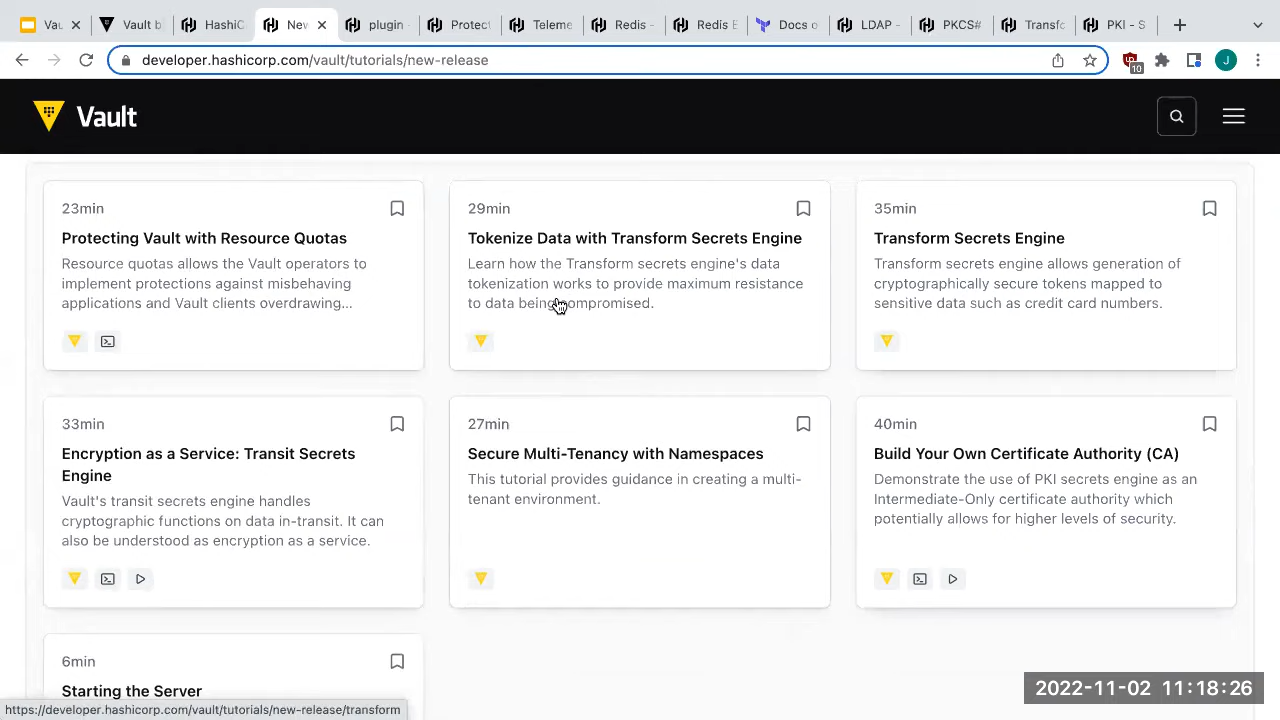 Vau
Vault b
HashiC
New
plugin
Protect
Teleme
Redis -
Redis E
Docs o
LDAP -
PKCS#
Transfo
PKI - S
developer.hashicorp.com/vault/tutorials/new-release
10
J
Vault
23min
Protecting Vault with Resource Quotas
Resource quotas allows the Vault operators to
implement protections against misbehaving
applications and Vault clients overdrawing...
29min
Tokenize Data with Transform Secrets Engine
Learn how the Transform secrets engine's data
tokenization works to provide maximum resistance
to data being compromised.
35min
Transform Secrets Engine
Transform secrets engine allows generation of
cryptographically secure tokens mapped to
sensitive data such as credit card numbers.
33min
Encryption as a Service: Transit Secrets
Engine
Vault's transit secrets engine handles
cryptographic functions on data in-transit. It can
also be understood as encryption as a service.
27min
Secure Multi-Tenancy with Namespaces
This tutorial provides guidance in creating a multi-
tenant environment.
40min
Build Your Own Certificate Authority (CA)
Demonstrate the use of PKI secrets engine as an
Intermediate-Only certificate authority which
potentially allows for higher levels of security.
6min
Starting the Server
https://developer.hashicorp.com/vault/tutorials/new-release/transform
2022-11-02 11:18:26